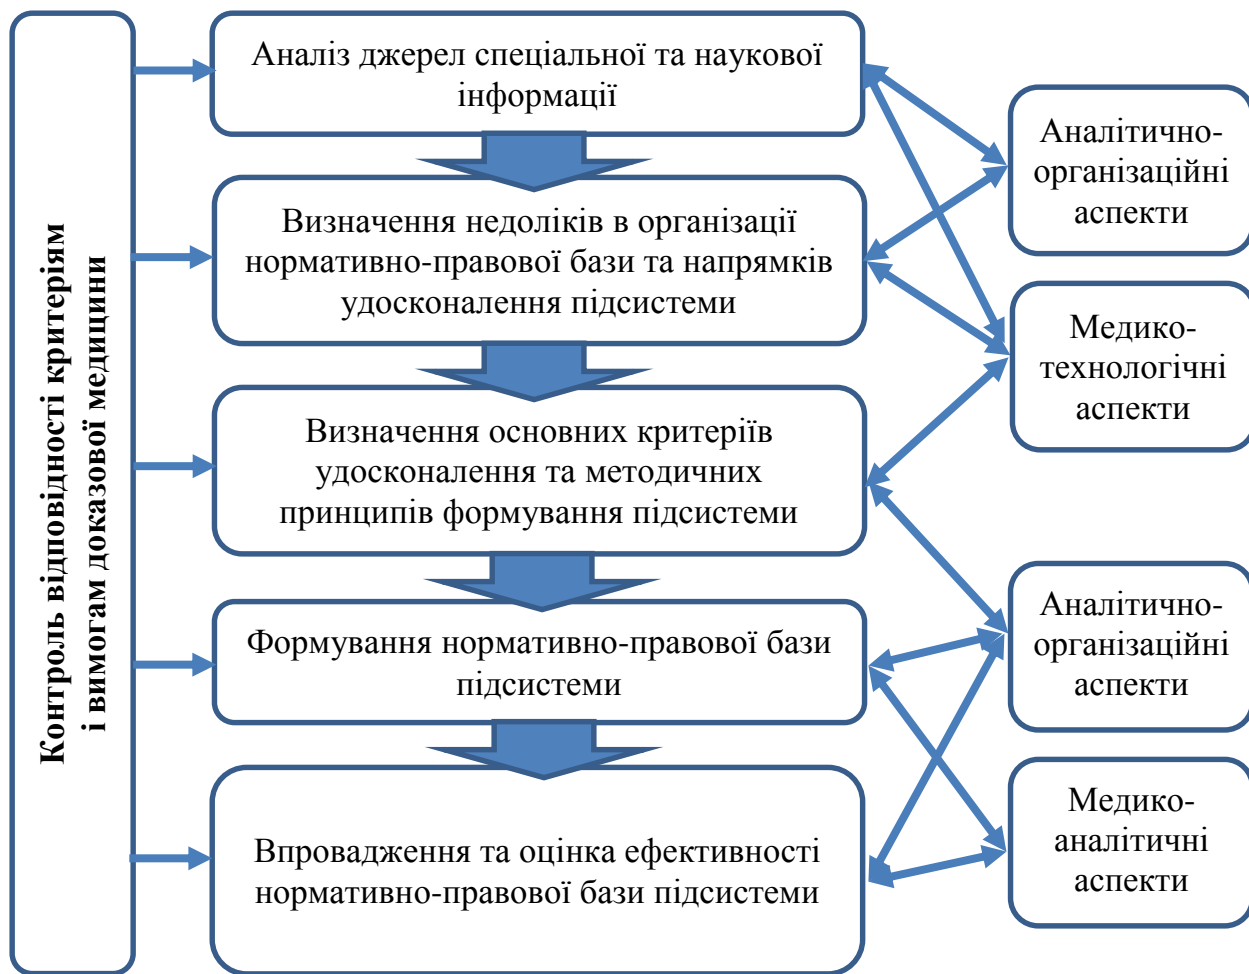 Контроль відповідності критеріям
і вимогам доказової медицини
Аналіз джерел спеціальної та наукової
інформації
Визначення недоліків в організації
нормативно-правової бази та напрямків
удосконалення підсистеми
Визначення основних критеріїв
удосконалення та методичних
принципів формування підсистеми
Формування нормативно-правової бази
підсистеми
Впровадження та оцінка ефективності
нормативно-правової бази підсистеми
Аналітично-
організаційні
аспекти
Медико-
технологічні
аспекти
Аналітично-
організаційні
аспекти
Медико-
аналітичні
аспекти